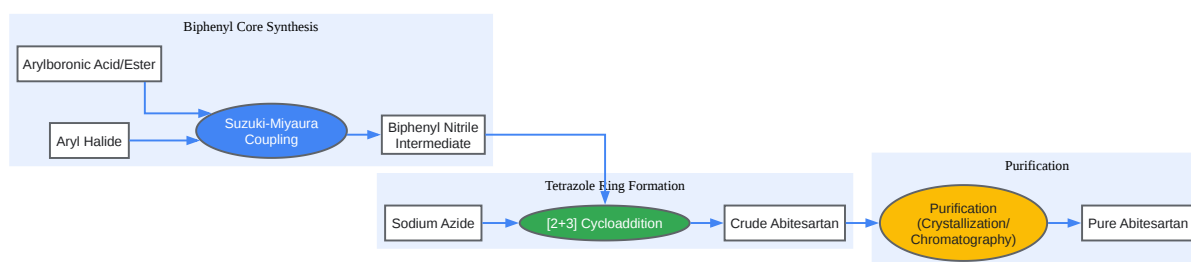 Biphenyl Core Synthesis
Arylboronic Acid/Ester
Aryl Halide
Suzuki-Miyaura
Coupling
Biphenyl Nitrile
Intermediate
Tetrazole Ring Formation
Sodium Azide
[2+3] Cycloaddition
Crude Abitesartan
Purification
Purification
(Crystallization/
Chromatography)
Pure Abitesartan